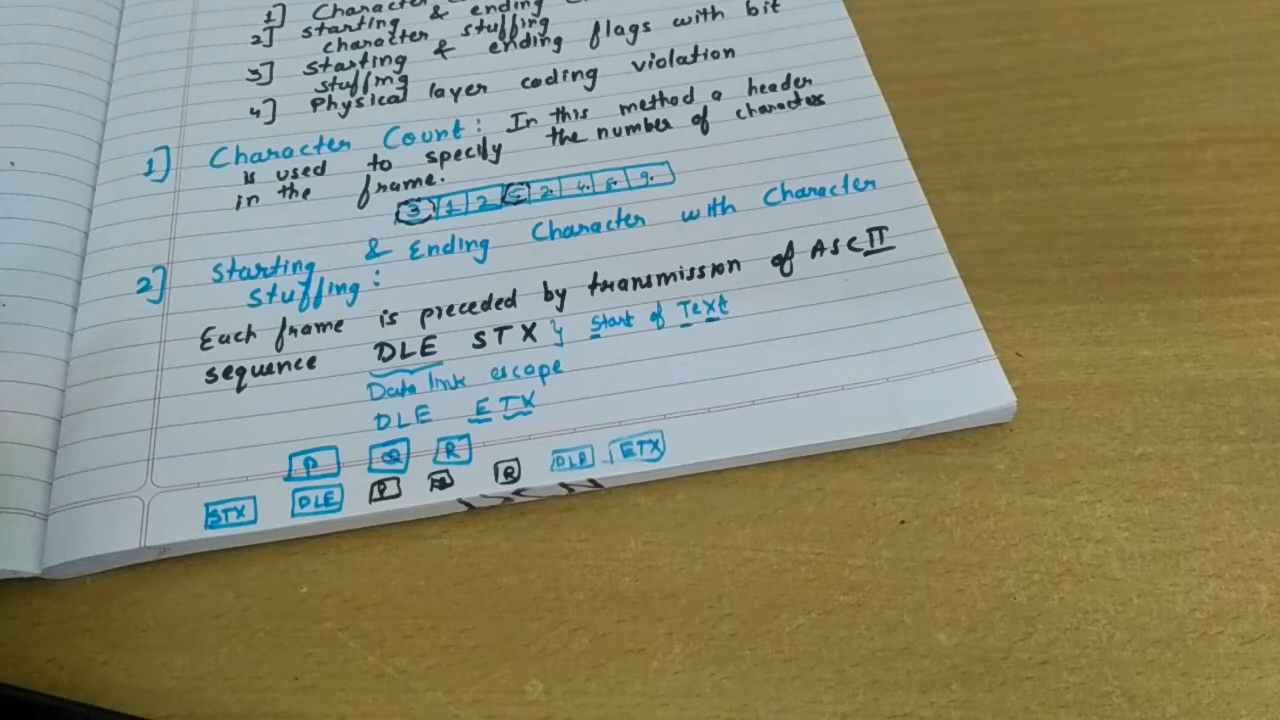 1] Character
2] starting & ending
character stuffing
3] starting & ending flags with bit
stuffing
4] Physical layer coding violation
1] Character Count: In this method a header
is used to specify the number of characters
in the frame.
3 1 2 5 2. 4. 8. 9.
2] Starting & Ending Character with Character
Stuffing:
Each frame is preceded by transmission of ASCII
sequence DLE STX } Start of Text
Data link escape
DLE ETX
P Q R
STX DLE P Q R DLE ETX